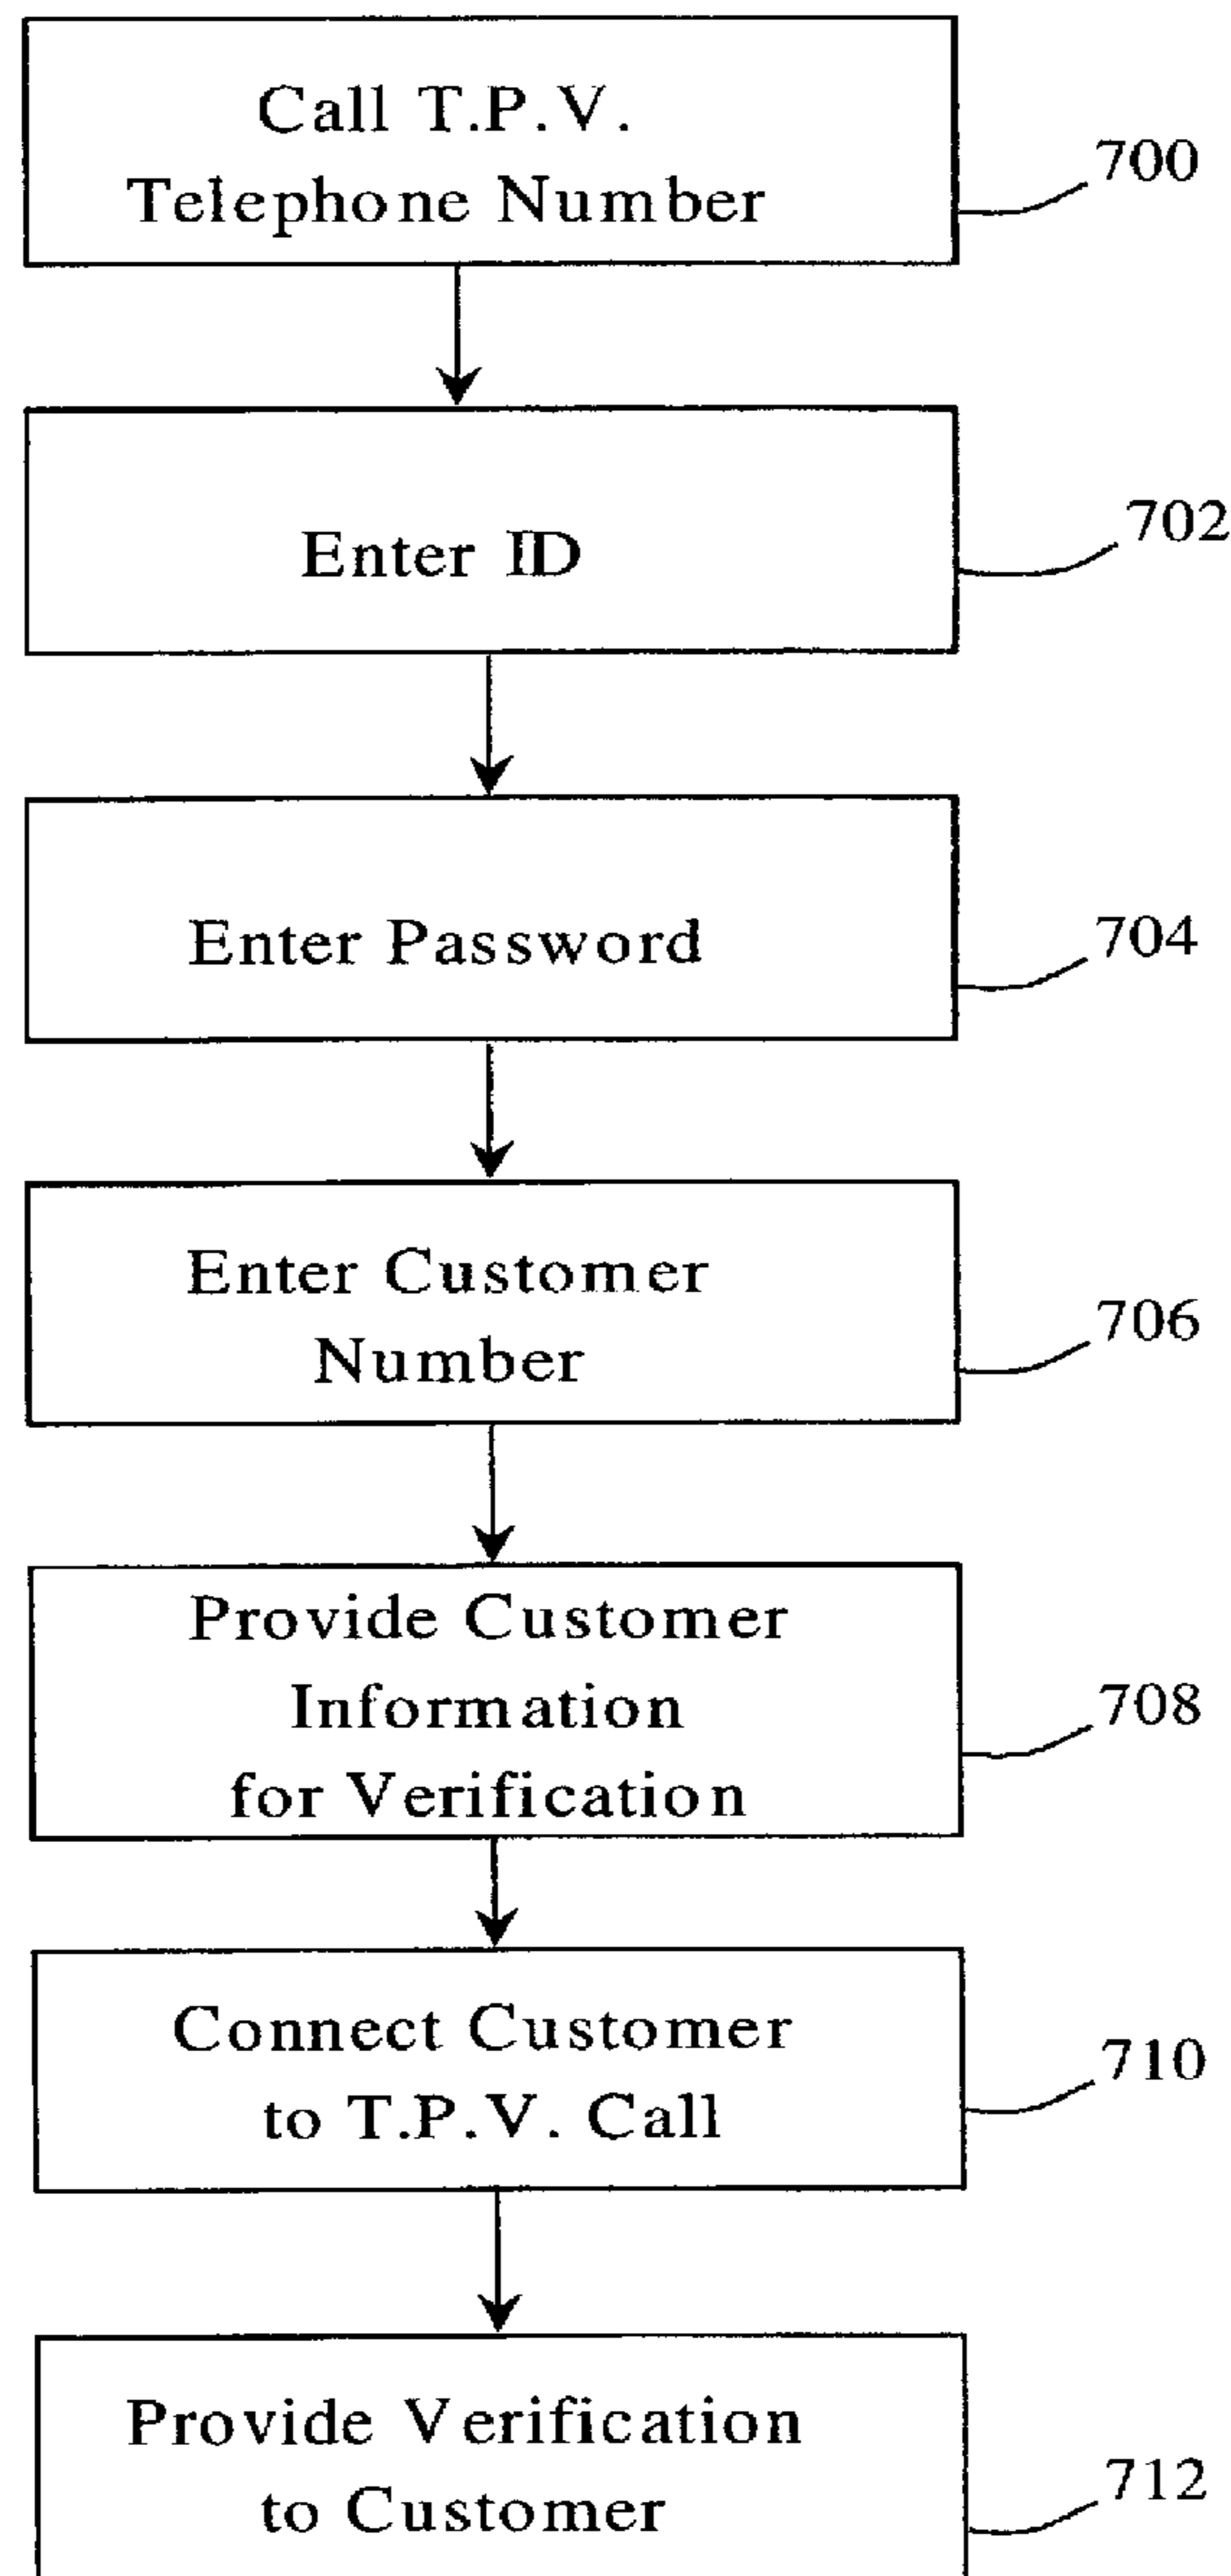 Call T.P.V.
Telephone Number
700
Enter ID
702
Enter Password
704
Enter Customer
Number
706
Provide Customer
Information
for Verification
708
Connect Customer
to T.P.V. Call
710
Provide Verification
to Customer
712